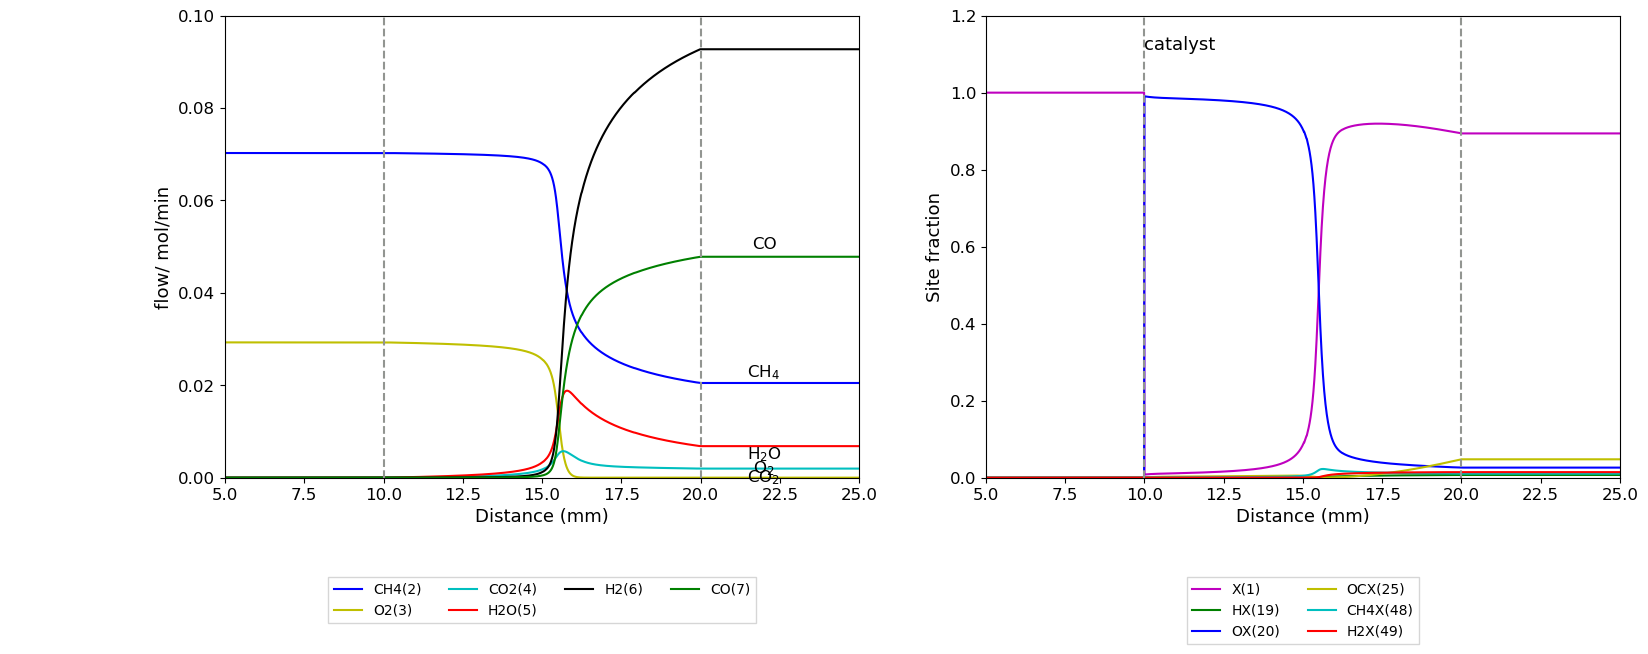 0.10
0.08
0.06
0.04
0.02
0.00
flow/ mol/min
CO
CH₄
H₂O
O₂
CO₂
5.0 7.5 10.0 12.5 15.0 17.5 20.0 22.5 25.0
Distance (mm)
CH4(2) CO2(4) H2(6) CO(7)
O2(3) H2O(5)
1.2
1.0
0.8
0.6
0.4
0.2
0.0
Site fraction
catalyst
5.0 7.5 10.0 12.5 15.0 17.5 20.0 22.5 25.0
Distance (mm)
X(1) OCX(25)
HX(19) CH4X(48)
OX(20) H2X(49)